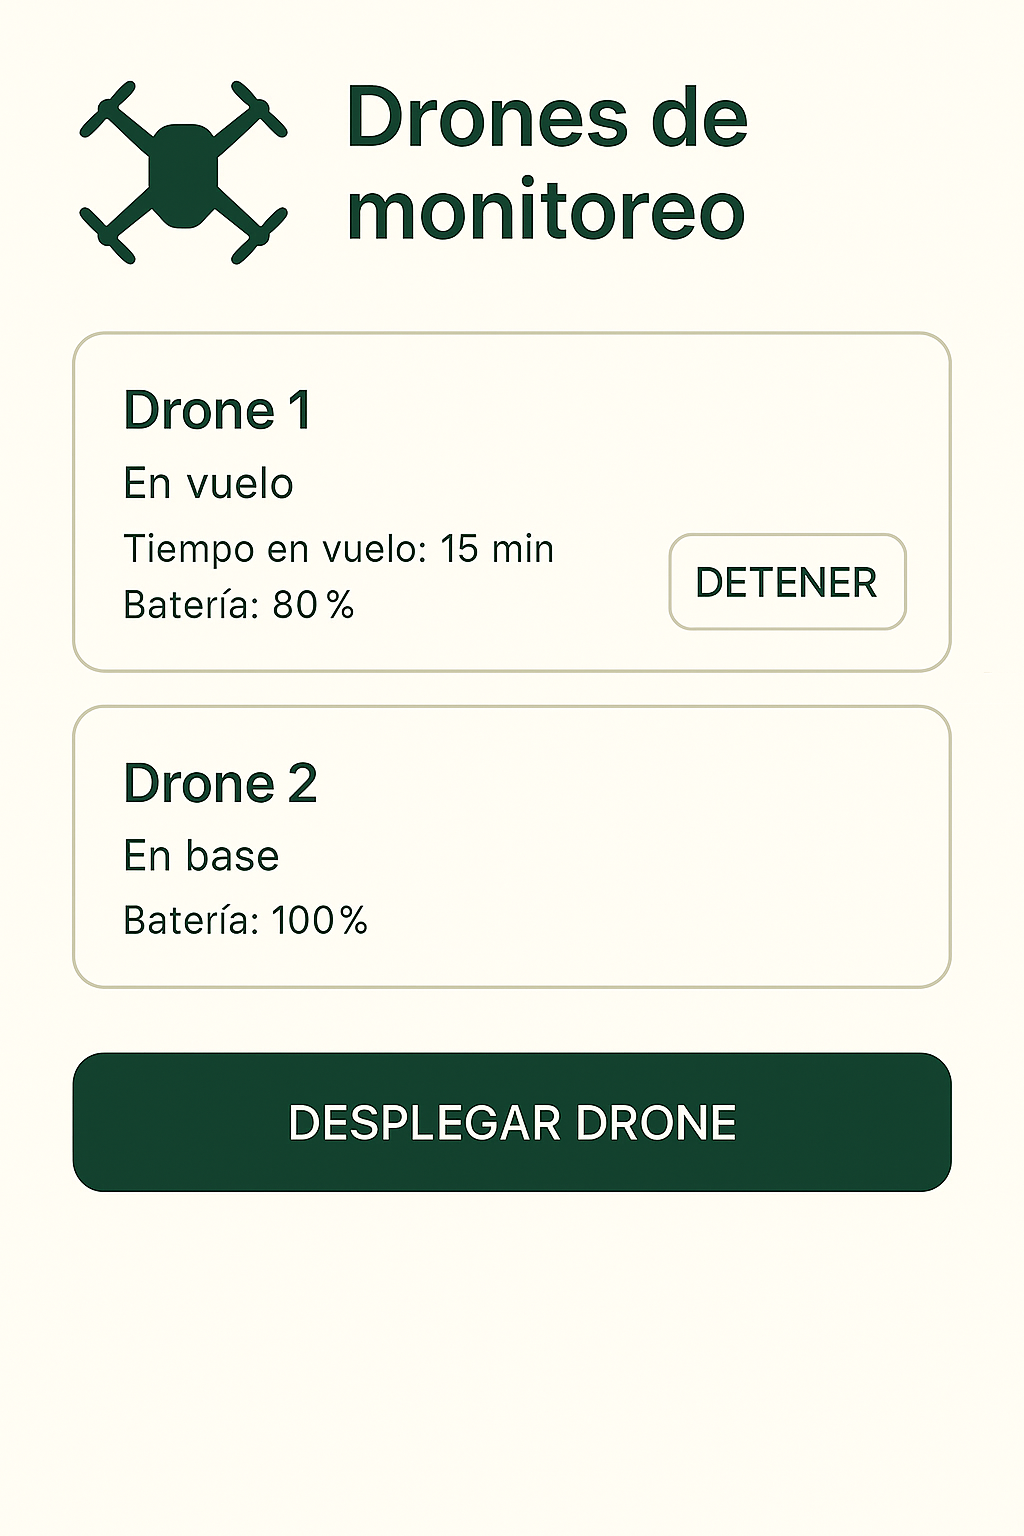 Drones de
monitoreo
Drone 1
En vuelo
Tiempo en vuelo: 15 min
Batería: 80 %
DETENER
Drone 2
En base
Batería: 100 %
DESPLEGAR DRONE